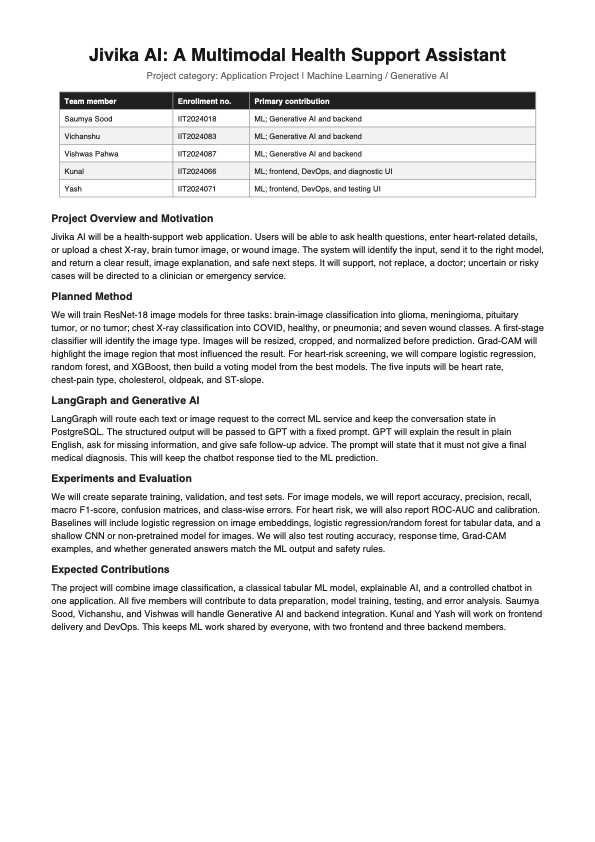 Jivika AI: A Multimodal Health Support Assistant
Project category: Application Project | Machine Learning / Generative AI
Team member Enrollment no. Primary contribution
Saumya Sood IIT2024018 ML; Generative AI and backend
Vichanshu IIT2024083 ML; Generative AI and backend
Vishwas Pahwa IIT2024087 ML; Generative AI and backend
Kunal IIT2024066 ML; frontend, DevOps, and diagnostic UI
Yash IIT2024071 ML; frontend, DevOps, and testing UI
Project Overview and Motivation
Jivika AI will be a health-support web application. Users will be able to ask health questions, enter heart-related details,
or upload a chest X-ray, brain tumor image, or wound image. The system will identify the input, send it to the right model,
and return a clear result, image explanation, and safe next steps. It will support, not replace, a doctor; uncertain or risky
cases will be directed to a clinician or emergency service.
Planned Method
We will train ResNet-18 image models for three tasks: brain-image classification into glioma, meningioma, pituitary
tumor, or no tumor; chest X-ray classification into COVID, healthy, or pneumonia; and seven wound classes. A first-stage
classifier will identify the image type. Images will be resized, cropped, and normalized before prediction. Grad-CAM will
highlight the image region that most influenced the result. For heart-risk screening, we will compare logistic regression,
random forest, and XGBoost, then build a voting model from the best models. The five inputs will be heart rate,
chest-pain type, cholesterol, oldpeak, and ST-slope.
LangGraph and Generative AI
LangGraph will route each text or image request to the correct ML service and keep the conversation state in
PostgreSQL. The structured output will be passed to GPT with a fixed prompt. GPT will explain the result in plain
English, ask for missing information, and give safe follow-up advice. The prompt will state that it must not give a final
medical diagnosis. This will keep the chatbot response tied to the ML prediction.
Experiments and Evaluation
We will create separate training, validation, and test sets. For image models, we will report accuracy, precision, recall,
macro F1-score, confusion matrices, and class-wise errors. For heart risk, we will also report ROC-AUC and calibration.
Baselines will include logistic regression on image embeddings, logistic regression/random forest for tabular data, and a
shallow CNN or non-pretrained model for images. We will also test routing accuracy, response time, Grad-CAM
examples, and whether generated answers match the ML output and safety rules.
Expected Contributions
The project will combine image classification, a classical tabular ML model, explainable AI, and a controlled chatbot in
one application. All five members will contribute to data preparation, model training, testing, and error analysis. Saumya
Sood, Vichanshu, and Vishwas will handle Generative AI and backend integration. Kunal and Yash will work on frontend
delivery and DevOps. This keeps ML work shared by everyone, with two frontend and three backend members.